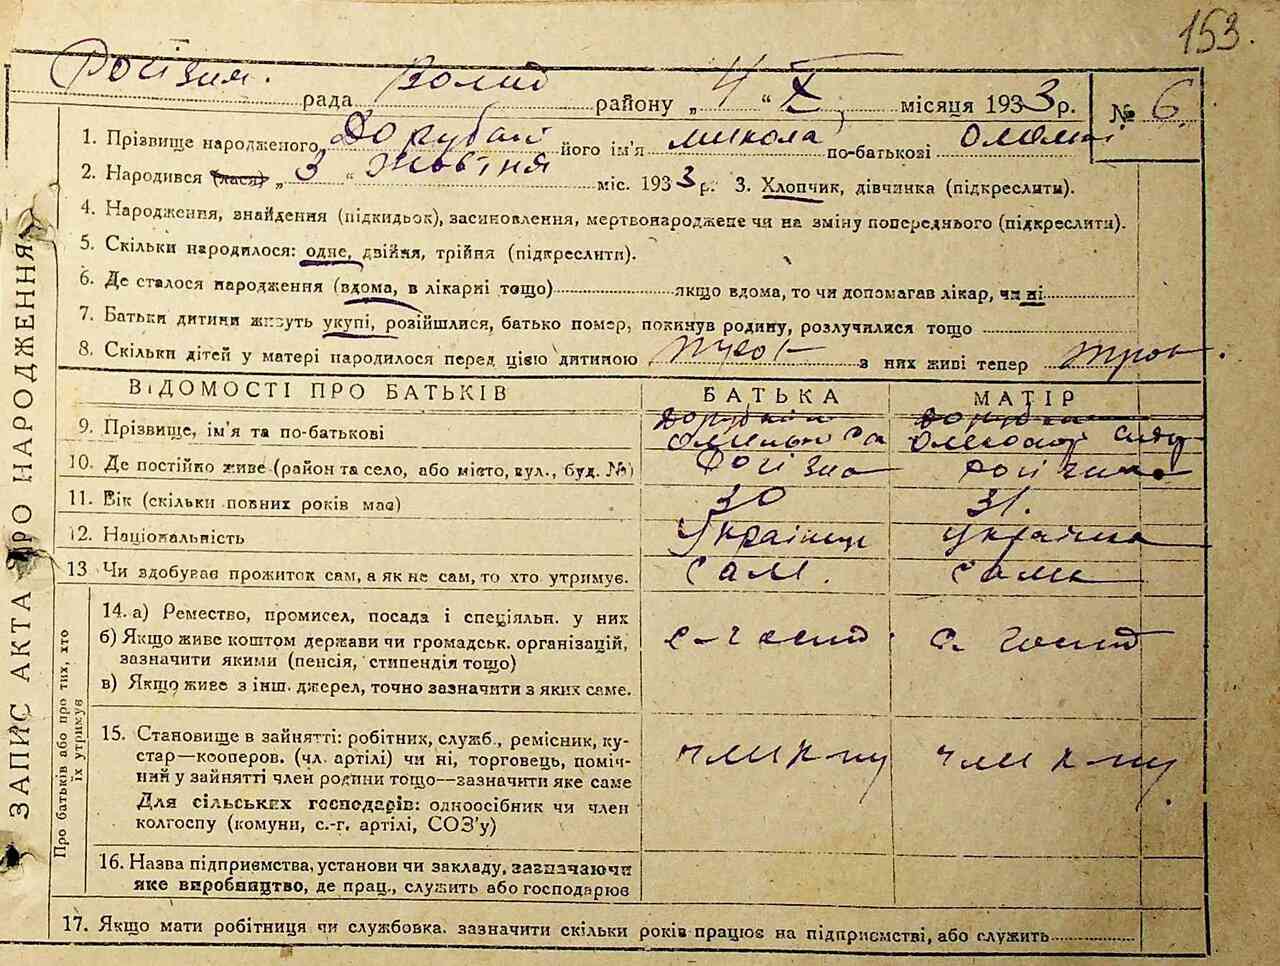 153.
рада району „ 4 “ X, місяця 1933 р. № 6
1. Прізвище народженого його ім'я Микола по-батькові
2. Народився (лася) „ 3 “ Жовтня міс. 1933 р. 3. Хлопчик, дівчинка (підкреслити).
4. Народження, знайдення (підкидьок), засиновлення, мертвонароджене чи на зміну попереднього (підкреслити).
5. Скільки народилося: одне, двійня, трійня (підкреслити).
6. Де сталося народження (вдома, в лікарні тощо) якщо вдома, то чи допомагав лікар, чи ні
7. Батьки дитини живуть укупі, розійшлися, батько помер, покинув родину, розлучилися тощо
8. Скільки дітей у матері народилося перед цією дитиною з них живі тепер
ВІДОМОСТІ ПРО БАТЬКІВ БАТЬКА МАТІР
9. Прізвище, ім'я та по-батькові
10. Де постійно живе (район та село, або місто, вул., буд. №)
11. Вік (скільки повних років має) 30 31.
12. Національність Українець українка
13 Чи здобуває прожиток сам, а як не сам, то хто утримує. сам. сама
14. а) Ремество, промисел, посада і спеціяльн. у них
б) Якщо живе коштом держави чи громадськ. організацій, зазначити якими (пенсія, стипендія тощо)
в) Якщо живе з інш. джерел, точно зазначити з яких саме.
15. Становище в зайнятті: робітник, служб., ремісник, ку-
стар—кооперов. (чл. артілі) чи ні, торговець, поміч-
ний у зайнятті член родини тощо—зазначити яке саме
Для сільських господарів: одноосібник чи член
колгоспу (комуни, с.-г. артілі, СОЗ'у)
16. Назва підприємства, установи чи закладу, зазначаючи
яке виробництво, де прац., служить або господарює
17. Якщо мати робітниця чи службовка. зазначити скільки років працює на підприємстві, або служить
ЗАПИС АКТА ПРО НАРОДЖЕННЯ
Про батьків або про тих, хто
їх утримує